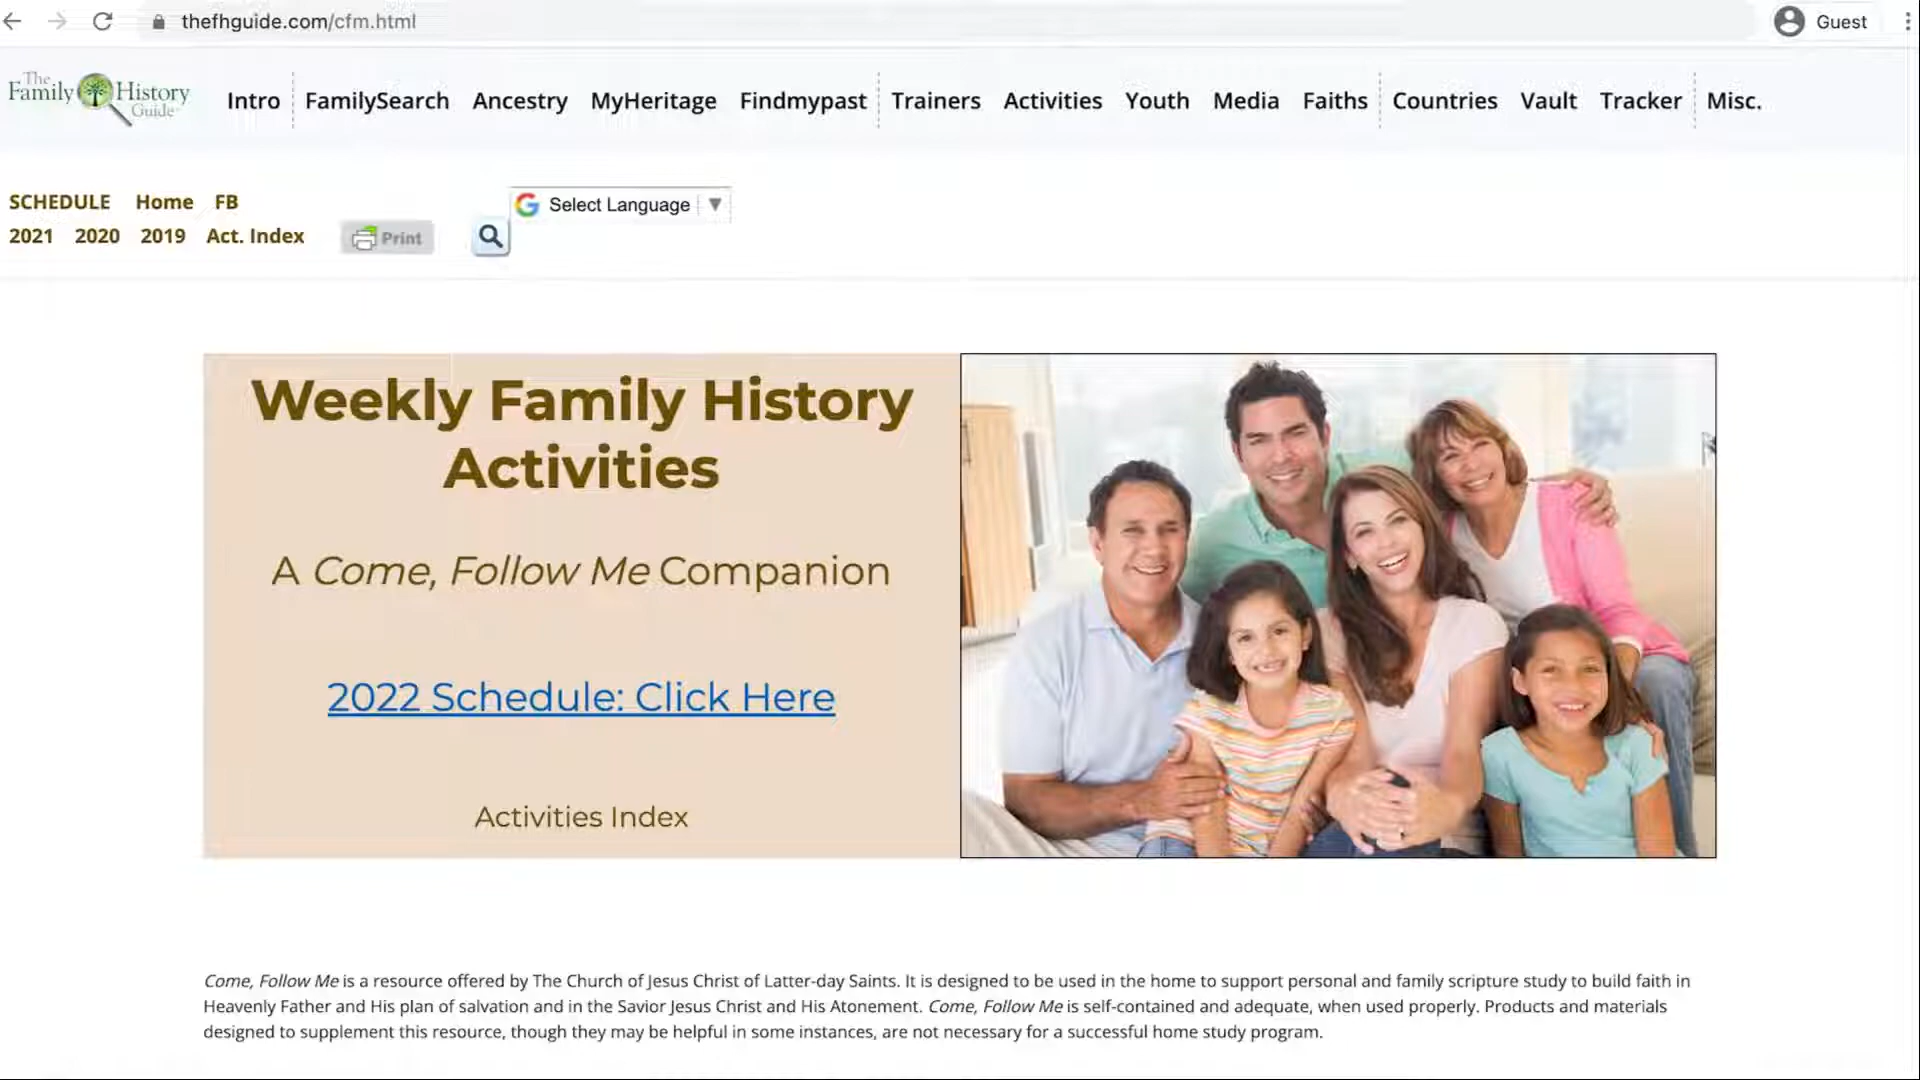 thefhguide.com/cfm.html
Guest
The
Family History
Guide
Intro FamilySearch Ancestry MyHeritage Findmypast Trainers Activities Youth Media Faiths Countries Vault Tracker Misc.
SCHEDULE Home FB
Select Language ▼
2021 2020 2019 Act. Index
Print
Weekly Family History
Activities
A Come, Follow Me Companion
2022 Schedule: Click Here
Activities Index
Come, Follow Me is a resource offered by The Church of Jesus Christ of Latter-day Saints. It is designed to be used in the home to support personal and family scripture study to build faith in
Heavenly Father and His plan of salvation and in the Savior Jesus Christ and His Atonement. Come, Follow Me is self-contained and adequate, when used properly. Products and materials
designed to supplement this resource, though they may be helpful in some instances, are not necessary for a successful home study program.